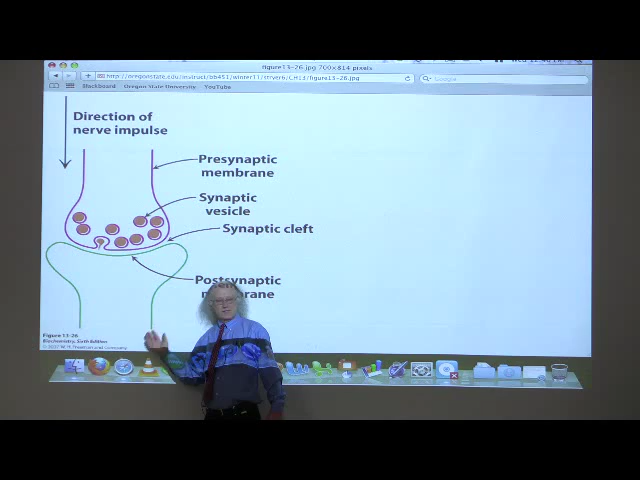 figure13-26.jpg 700×814 pixels
http://oregonstate.edu/instruct/bb451/winter11/stryer6/CH13/figure13-26.jpg
Google
Blackboard Oregon State University YouTube
Direction of
nerve impulse
Presynaptic
membrane
Synaptic
vesicle
Synaptic cleft
Postsynaptic
Figure 13-26
Biochemistry, Sixth Edition
© 2007 W. H. Freeman and Company